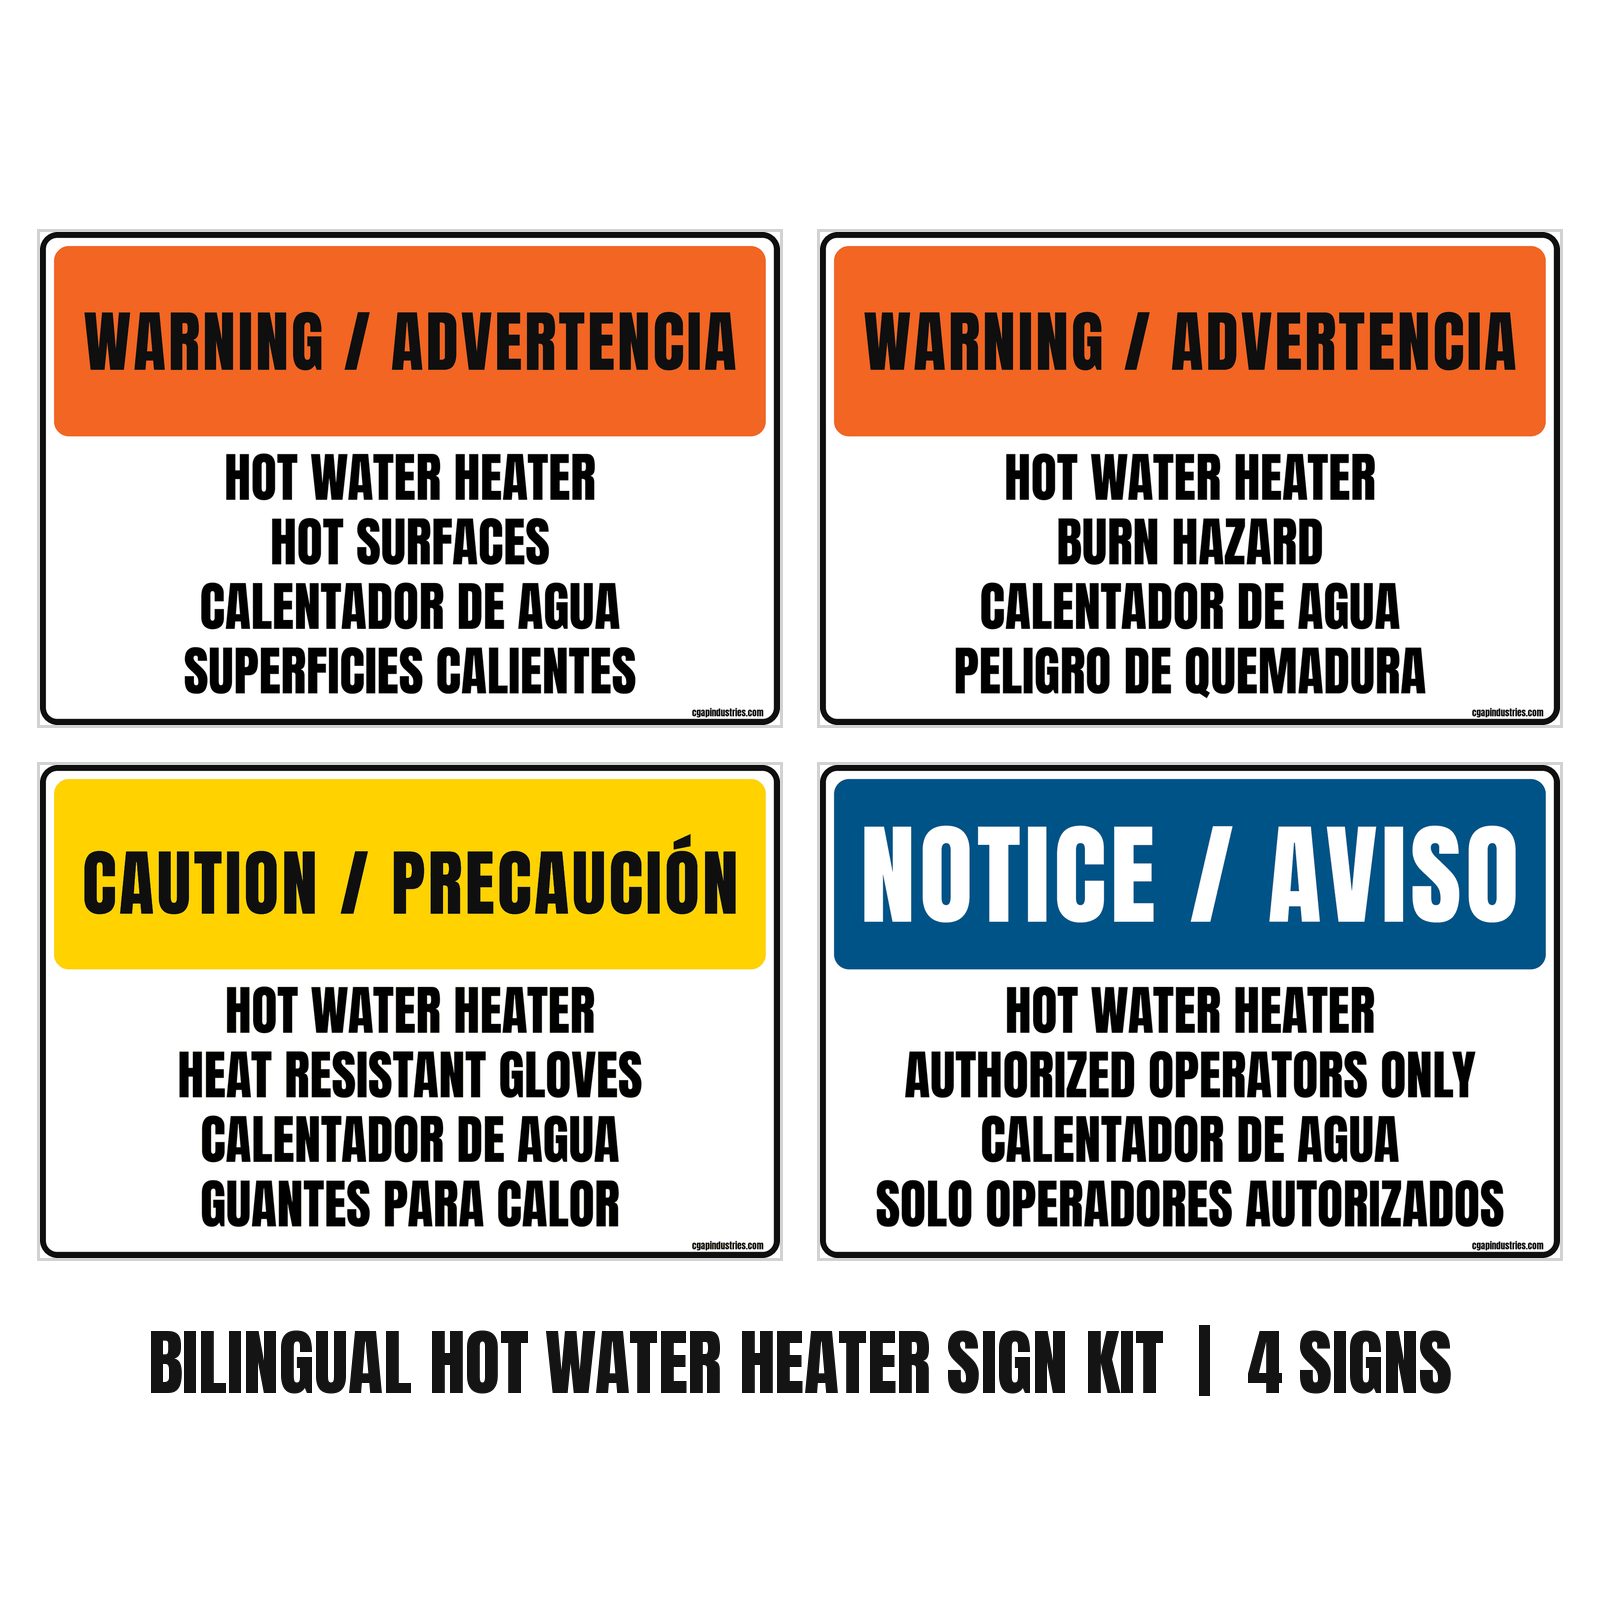 WARNING / ADVERTENCIA
HOT WATER HEATER
HOT SURFACES
CALENTADOR DE AGUA
SUPERFICIES CALIENTES
cgapindustries.com
WARNING / ADVERTENCIA
HOT WATER HEATER
BURN HAZARD
CALENTADOR DE AGUA
PELIGRO DE QUEMADURA
cgapindustries.com
CAUTION / PRECAUCIÓN
HOT WATER HEATER
HEAT RESISTANT GLOVES
CALENTADOR DE AGUA
GUANTES PARA CALOR
cgapindustries.com
NOTICE / AVISO
HOT WATER HEATER
AUTHORIZED OPERATORS ONLY
CALENTADOR DE AGUA
SOLO OPERADORES AUTORIZADOS
cgapindustries.com
BILINGUAL HOT WATER HEATER SIGN KIT | 4 SIGNS